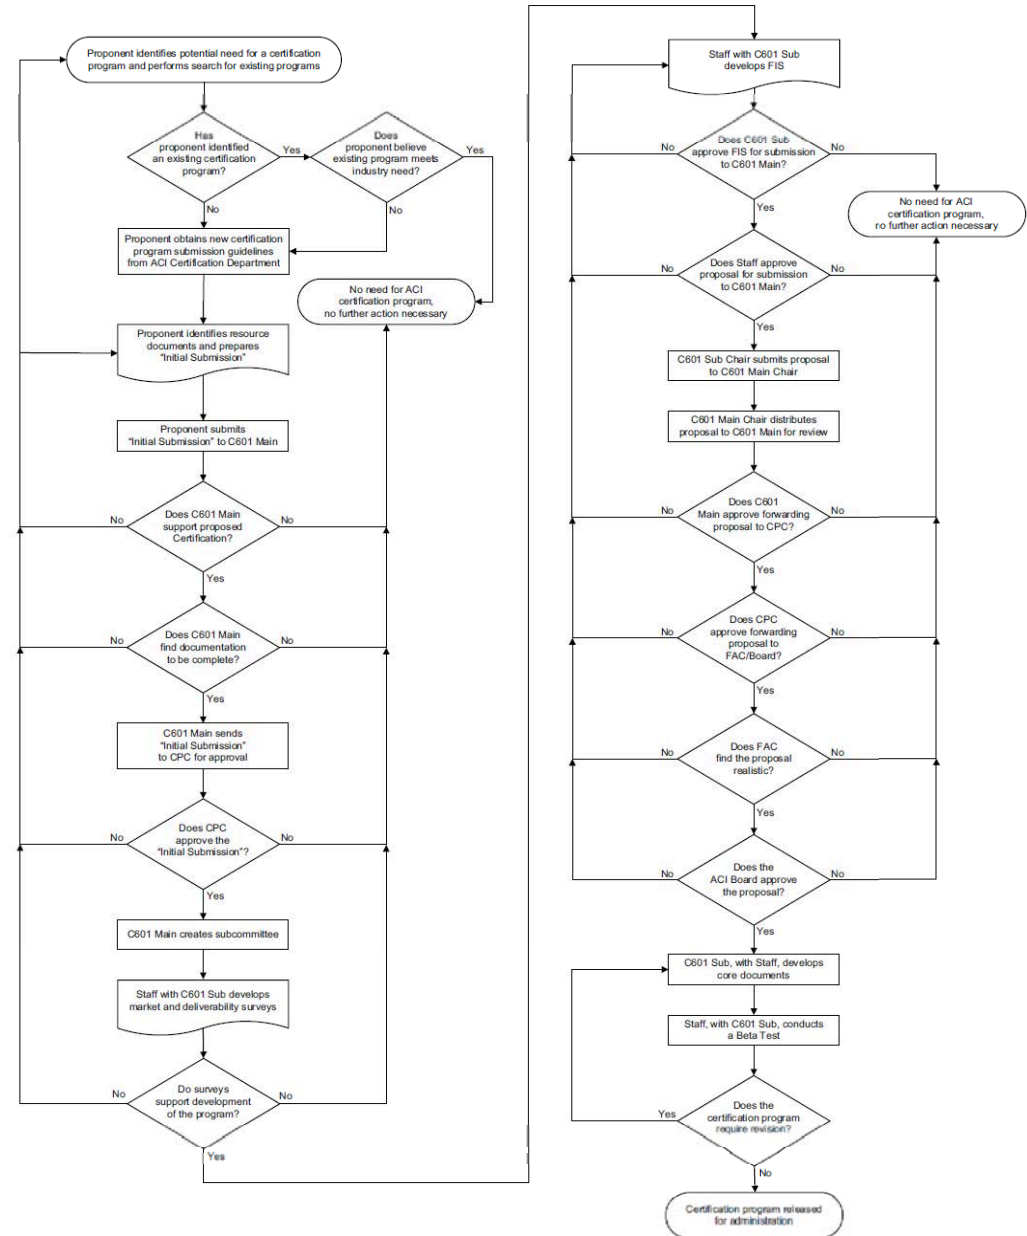 Proponent identifies potential need for a certification
program and performs search for existing programs
Has
proponent identified
an existing certification
program?
Yes
No
Does
proponent believe
existing program meets
industry need?
Yes
No
Proponent obtains new certification
program submission guidelines
from ACI Certification Department
No need for ACI
certification program,
no further action necessary
Proponent identifies resource
documents and prepares
“Initial Submission”
Proponent submits
“Initial Submission” to C601 Main
No
Does C601 Main
support proposed
Certification?
No
Yes
No
Does C601 Main
find documentation
to be complete?
No
Yes
C601 Main sends
“Initial Submission”
to CPC for approval
No
Does CPC
approve the
“Initial Submission”?
No
Yes
C601 Main creates subcommittee
Staff with C601 Sub develops
market and deliverability surveys
No
Do surveys
support development
of the program?
No
Yes
Staff with C601 Sub
develops FIS
No
Does C601 Sub
approve FIS for submission
to C601 Main?
No
Yes
No need for ACI
certification program,
no further action necessary
No
Does Staff approve
proposal for submission
to C601 Main?
No
Yes
C601 Sub Chair submits proposal
to C601 Main Chair
C601 Main Chair distributes
proposal to C601 Main for review
No
Does C601
Main approve forwarding
proposal to CPC?
No
Yes
No
Does CPC
approve forwarding
proposal to
FAC/Board?
No
Yes
No
Does FAC
find the proposal
realistic?
No
Yes
No
Does the
ACI Board approve
the proposal?
No
Yes
C601 Sub, with Staff, develops
core documents
Staff, with C601 Sub, conducts
a Beta Test
Yes
Does the
certification program
require revision?
No
Certification program released
for administration